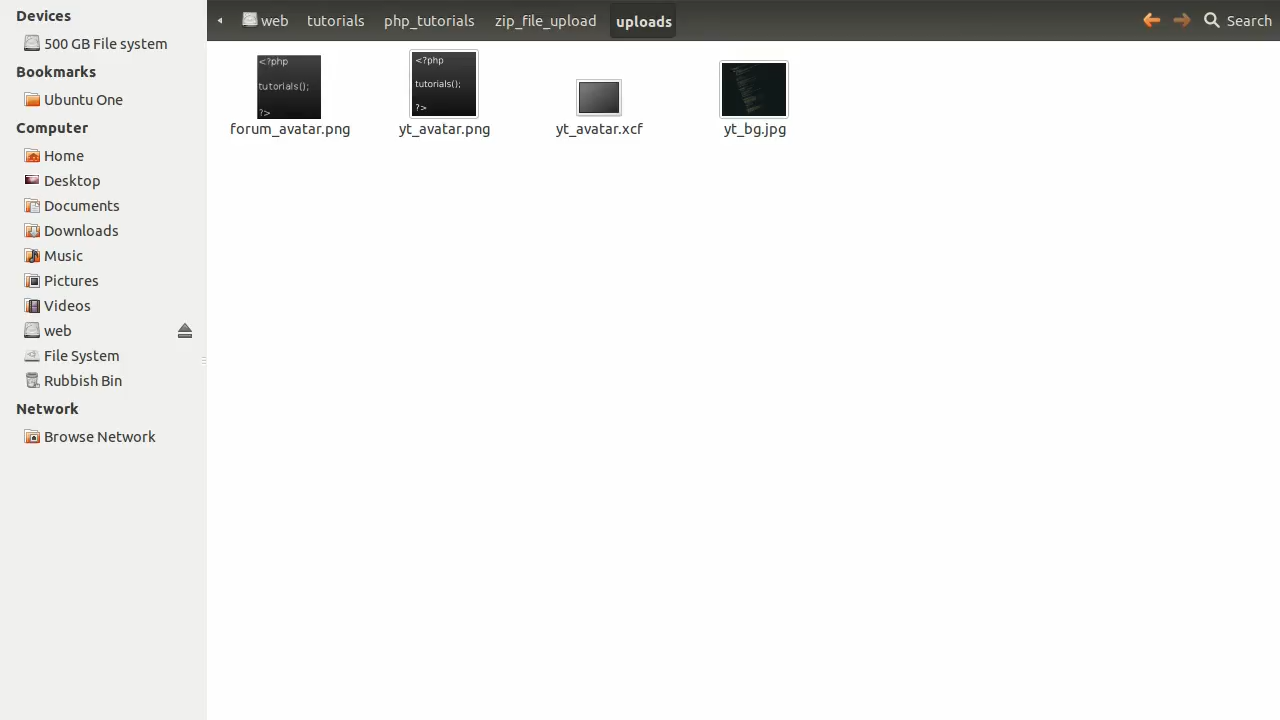 Devices
500 GB File system
Bookmarks
Ubuntu One
Computer
Home
Desktop
Documents
Downloads
Music
Pictures
Videos
web
File System
Rubbish Bin
Network
Browse Network
web tutorials php_tutorials zip_file_upload uploads Search
<?php
tutorials();
?>
forum_avatar.png
<?php
tutorials();
?>
yt_avatar.png
yt_avatar.xcf
yt_bg.jpg